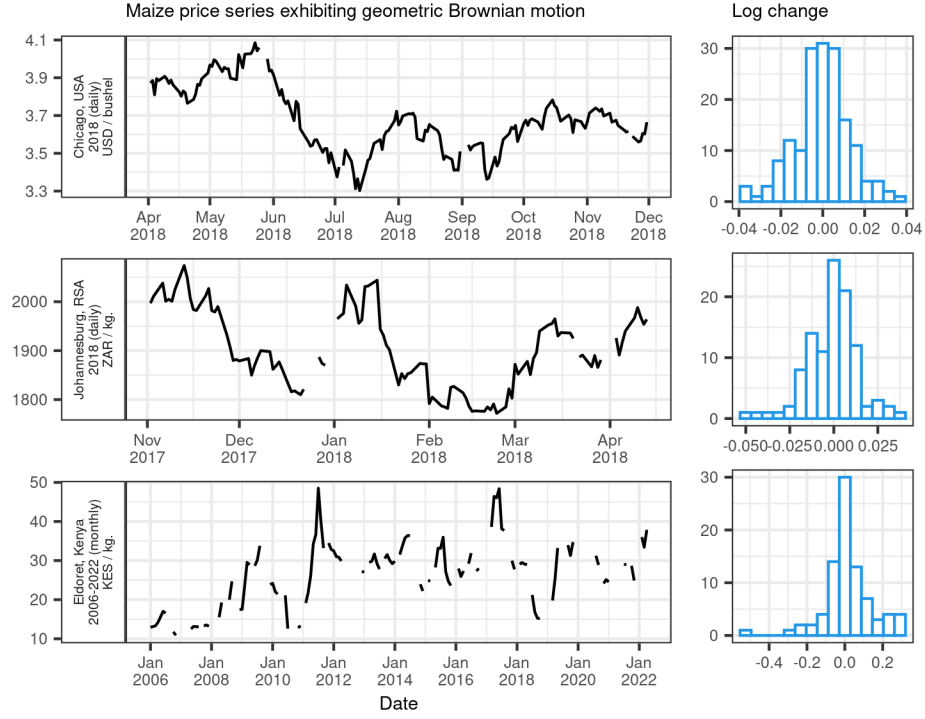 Maize price series exhibiting geometric Brownian motion
Log change
Chicago, USA
2018 (daily)
USD / bushel
4.1
3.9
3.7
3.5
3.3
Apr May Jun Jul Aug Sep Oct Nov Dec
2018 2018 2018 2018 2018 2018 2018 2018 2018
30
20
10
0
-0.04 -0.02 0.00 0.02 0.04
Johannesburg, RSA
2018 (daily)
ZAR / kg.
2000
1900
1800
Nov Dec Jan Feb Mar Apr
2017 2017 2018 2018 2018 2018
20
10
0
-0.050 -0.025 0.000 0.025
Eldoret, Kenya
2006-2022 (monthly)
KES / kg.
50
40
30
20
10
Jan Jan Jan Jan Jan Jan Jan Jan Jan
2006 2008 2010 2012 2014 2016 2018 2020 2022
Date
30
20
10
0
-0.4 -0.2 0.0 0.2